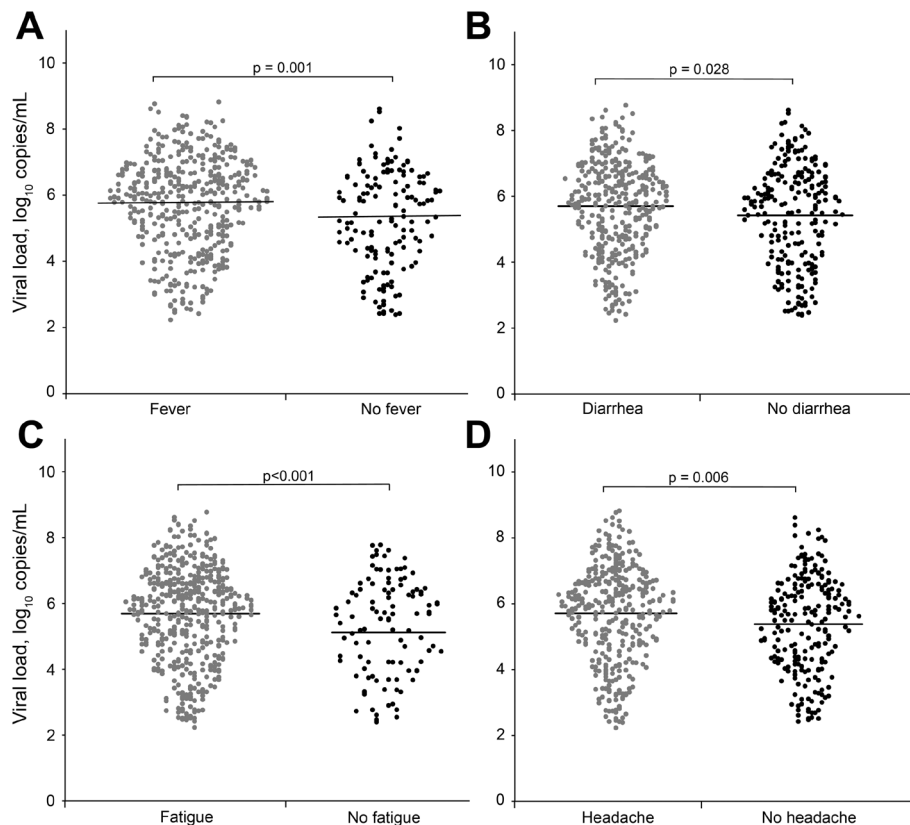 A
B
10
8
6
4
2
0
Viral load, log10 copies/mL
p = 0.001
Fever
No fever
10
8
6
4
2
0
p = 0.028
Diarrhea
No diarrhea
C
D
10
8
6
4
2
0
Viral load, log10 copies/mL
p<0.001
Fatigue
No fatigue
10
8
6
4
2
0
p = 0.006
Headache
No headache